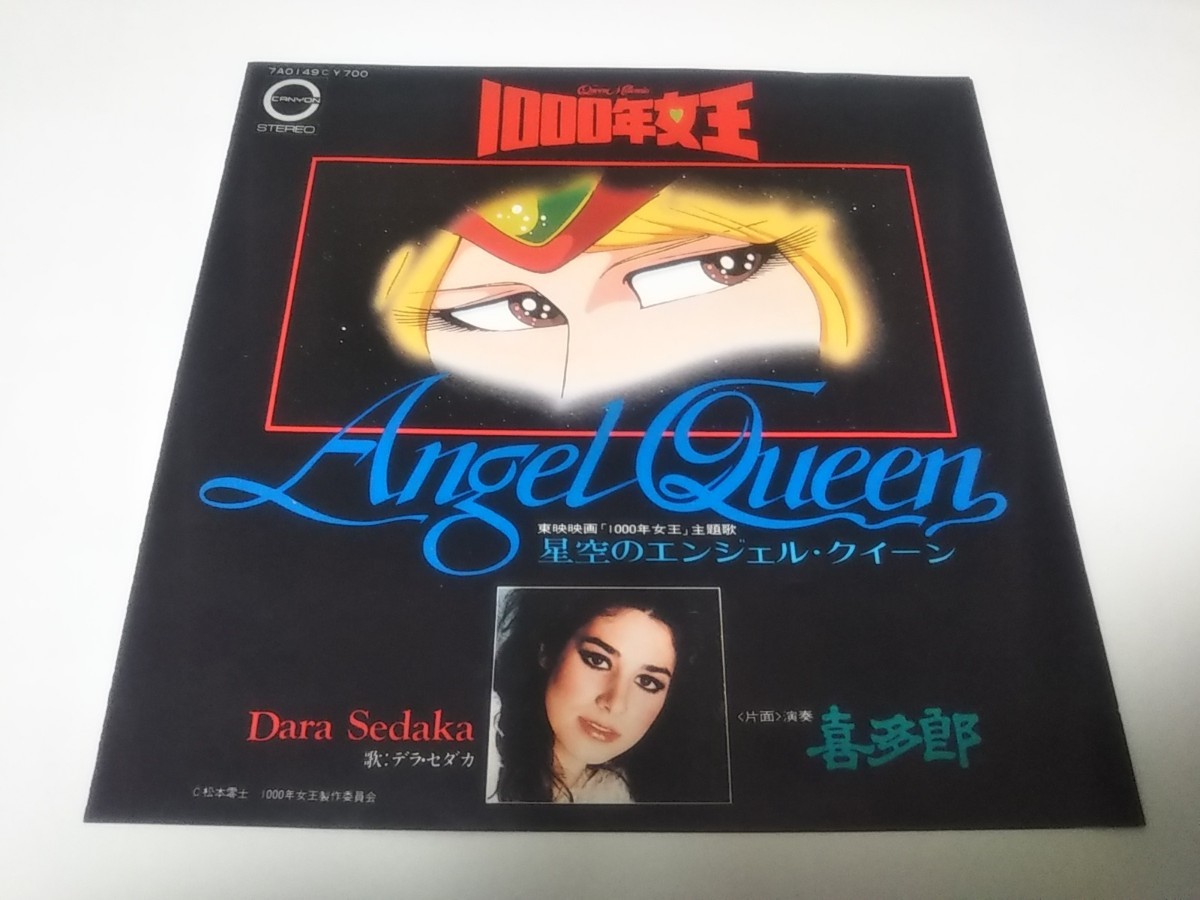 7A0149 C ¥700
CANYON
STEREO
Queen Millennia
1000年女王
Angel Queen
東映映画「1000年女王」主題歌
星空のエンジェル・クイーン
Dara Sedaka
歌:デラ・セダカ
〈片面〉演奏 喜多郎
C 松本零士 1000年女王製作委員会